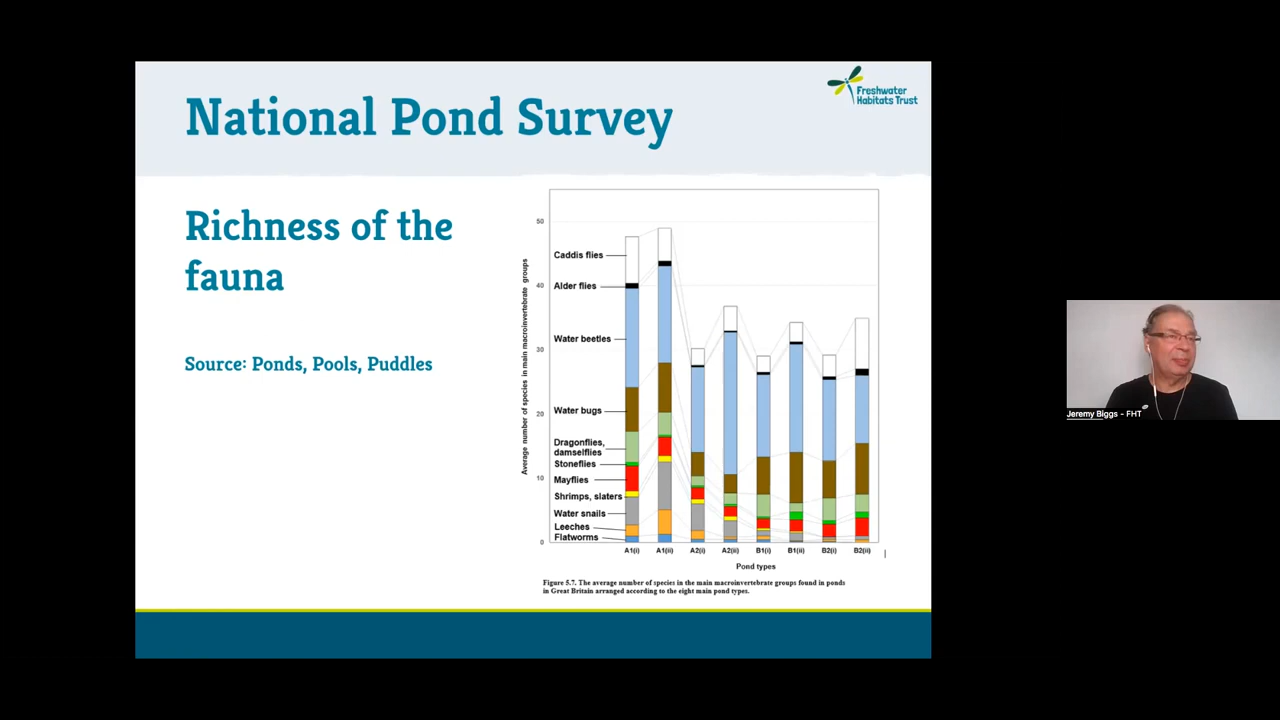 National Pond Survey
Freshwater
Habitats Trust
Richness of the
fauna
Source: Ponds, Pools, Puddles
Average number of species in main macroinvertebrate groups
50
40
30
20
10
0
Caddis flies
Alder flies
Water beetles
Water bugs
Dragonflies,
damselflies
Stoneflies
Mayflies
Shrimps, slaters
Water snails
Leeches
Flatworms
A1(i) A1(ii) A2(i) A2(ii) B1(i) B1(ii) B2(i) B2(ii)
Pond types
Figure 5.7. The average number of species in the main macroinvertebrate groups found in ponds
in Great Britain arranged according to the eight main pond types.
Jeremy Biggs - FHT